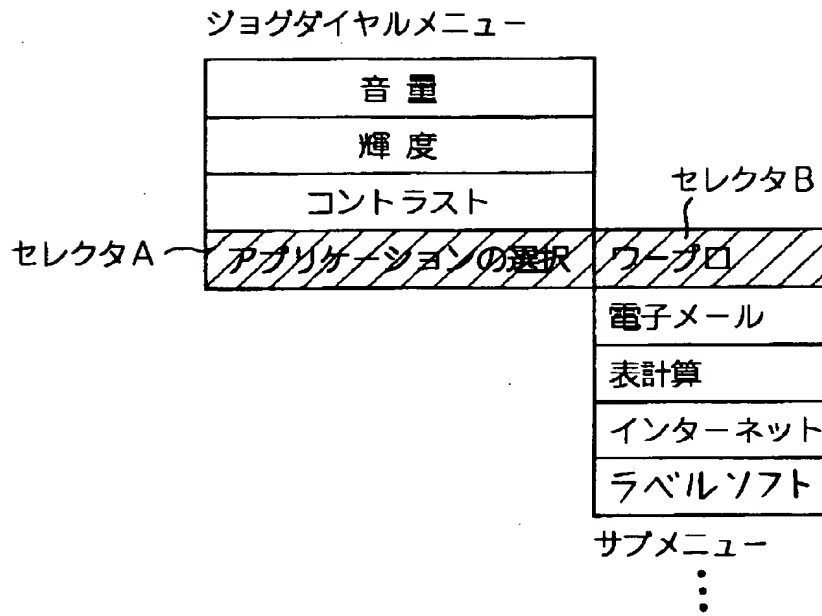 ジョグダイヤルメニュー
音量
輝度
コントラスト
セレクタB
セレクタA
アプリケーションの選択
ワープロ
電子メール
表計算
インターネット
ラベルソフト
サブメニュー